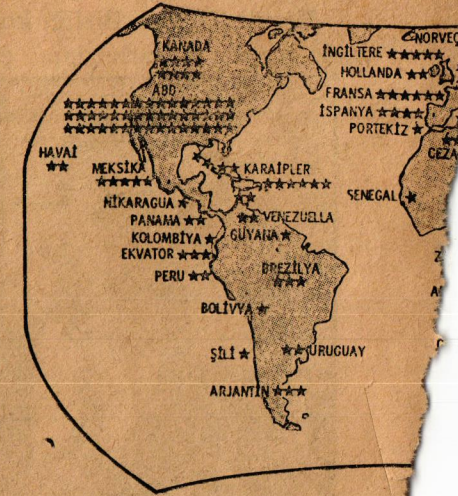 KANADA
NORVEÇ
İNGİLTERE
HOLLANDA
ABD
FRANSA
İSPANYA
PORTEKİZ
HAVAİ
MEKSİKA
KARAİPLER
NİKARAGUA
SENEGAL
PANAMA
VENEZUELLA
KOLOMBİYA
GUYANA
EKVATOR
BREZİLYA
PERU
BOLİVYA
ŞİLİ
URUGUAY
ARJANTİN